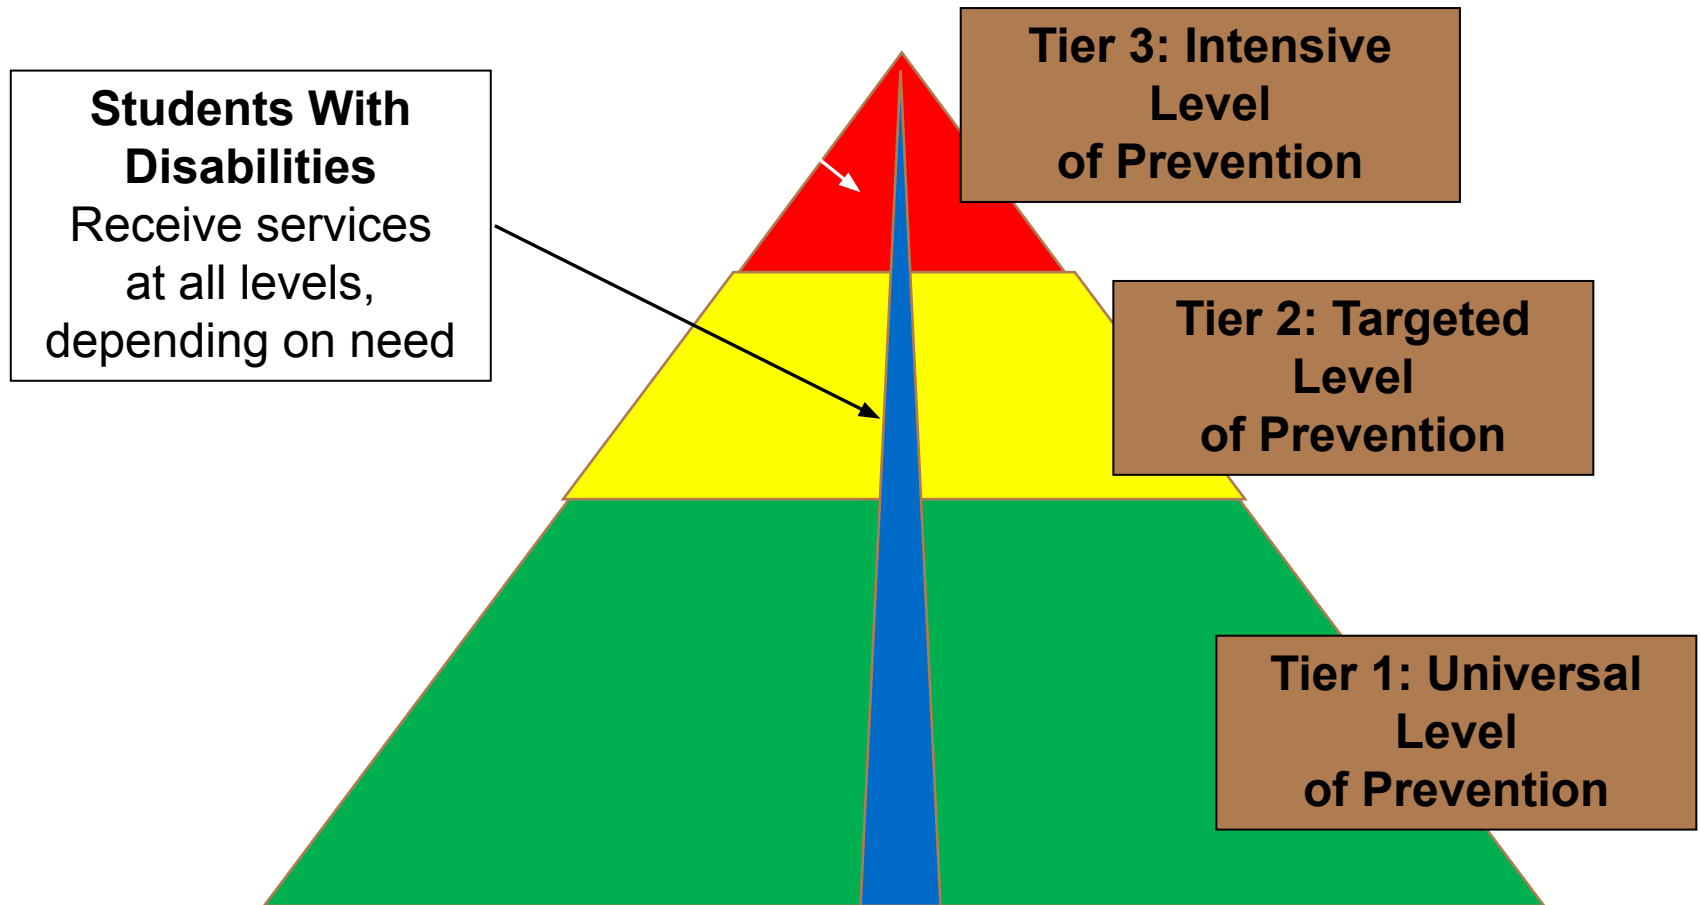 Students With
Disabilities
Receive services
at all levels,
depending on need
Tier 3: Intensive
Level
of Prevention
Tier 2: Targeted
Level
of Prevention
Tier 1: Universal
Level
of Prevention